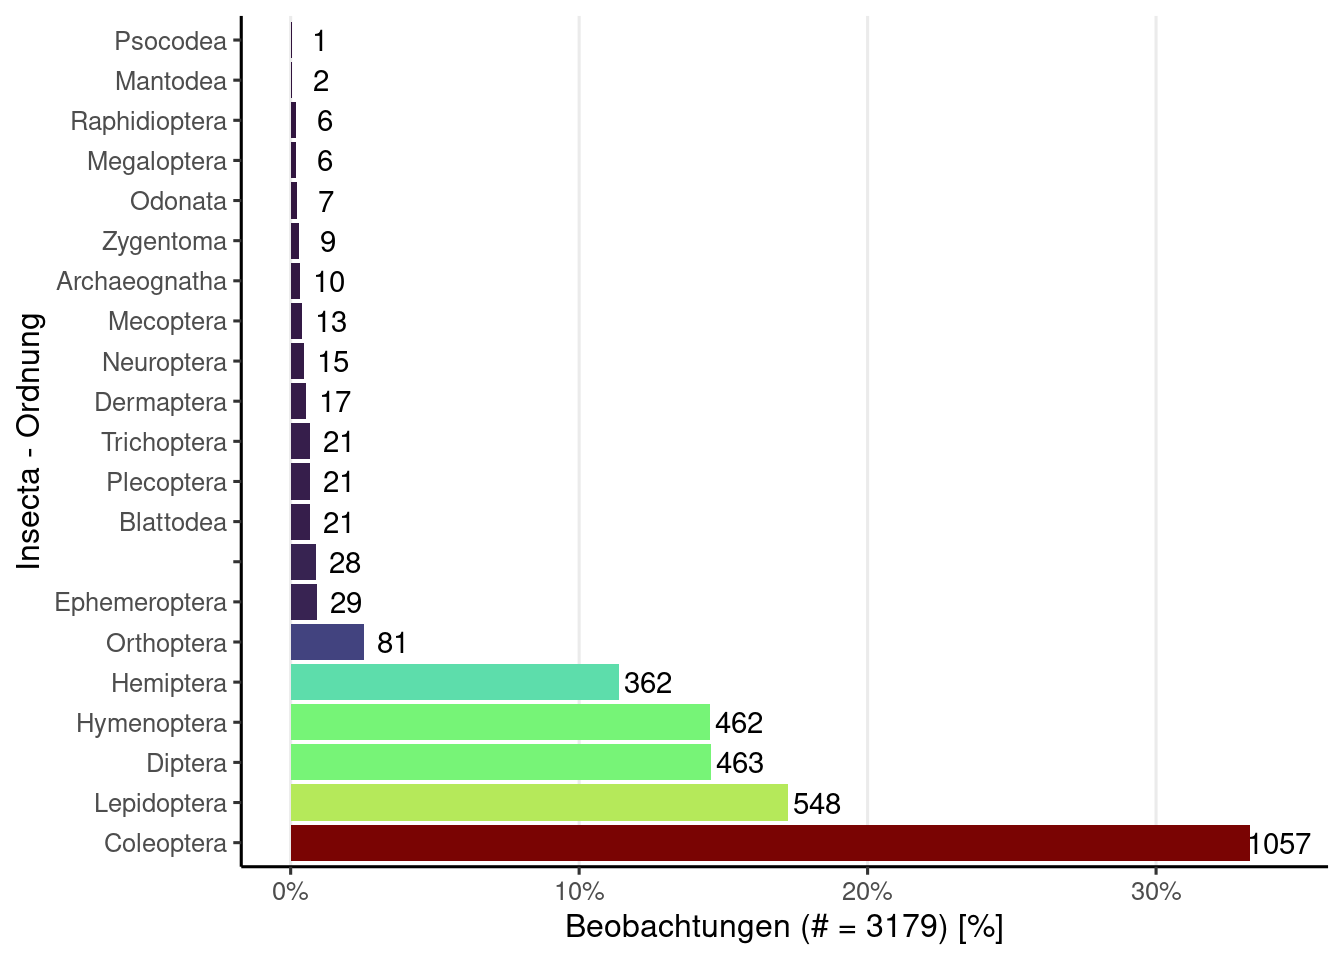 Insecta - Ordnung
Psocodea 1
Mantodea 2
Raphidioptera 6
Megaloptera 6
Odonata 7
Zygentoma 9
Archaeognatha 10
Mecoptera 13
Neuroptera 15
Dermaptera 17
Trichoptera 21
Plecoptera 21
Blattodea 21
28
Ephemeroptera 29
Orthoptera 81
Hemiptera 362
Hymenoptera 462
Diptera 463
Lepidoptera 548
Coleoptera 1057
0% 10% 20% 30%
Beobachtungen (# = 3179) [%]